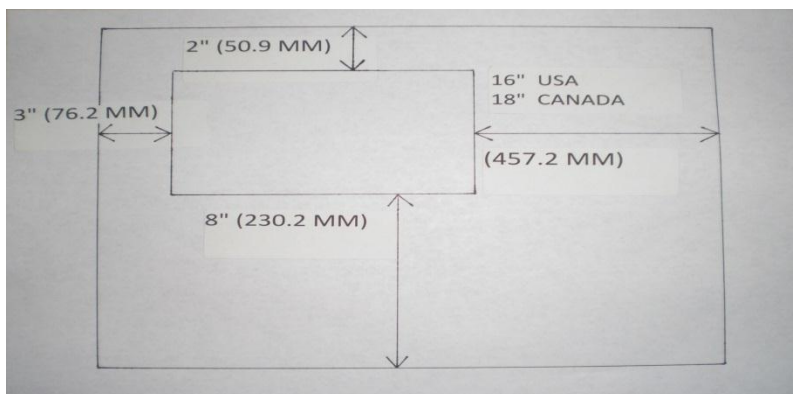 2" (50.9 MM)
16" USA
18" CANADA
3" (76.2 MM)
(457.2 MM)
8" (230.2 MM)